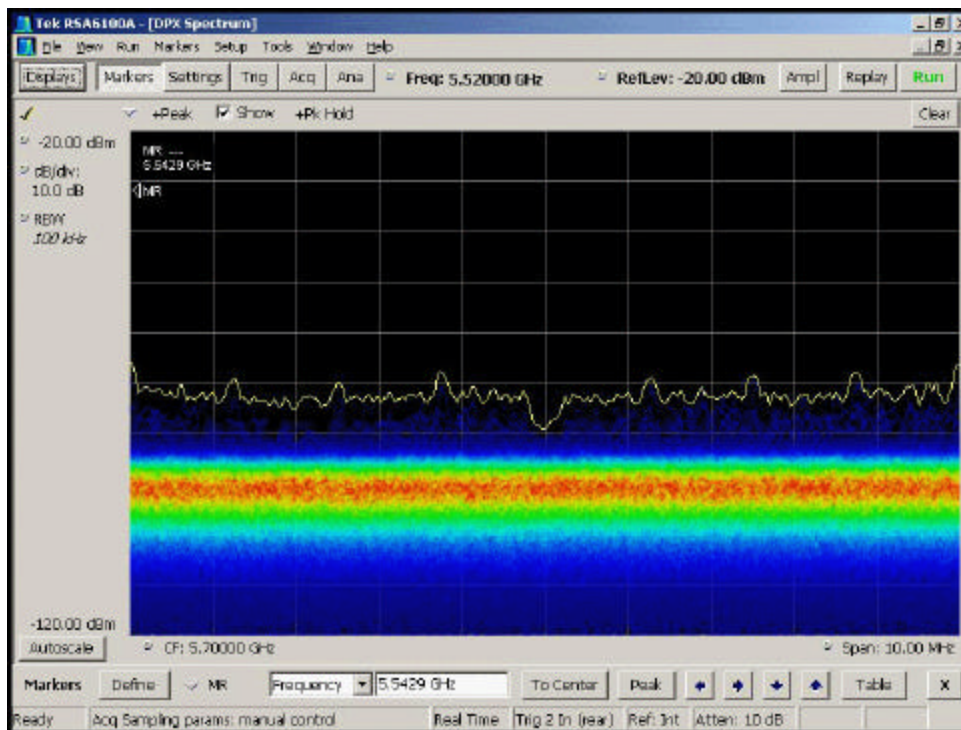 Tek RSA6100A - [DPX Spectrum]
File View Run Markers Setup Tools Window Help
Displays Markers Settings Trig Acq Ana Freq: 5.52000 GHz RefLev: -20.00 dBm Ampl Replay Run
+Peak Show +Pk Hold Clear
-20.00 dBm
dB/div:
10.0 dB
RBW
100 kHz
MR: ---
5.5429 GHz
MR
-120.00 dBm
Autoscale CF: 5.70000 GHz Span: 10.00 MHz
Markers Define MR Frequency 5.5429 GHz To Center Peak Table X
Ready Acq Sampling params: manual control Real Time Trig 2 In (rear) Ref: Int Atten: 10 dB